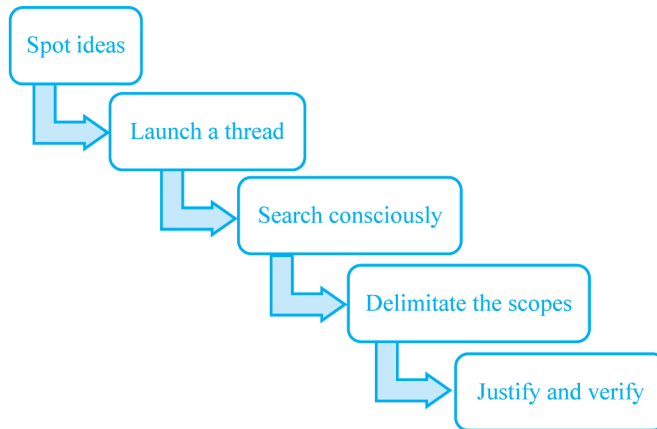 Spot ideas
Launch a thread
Search consciously
Delimitate the scopes
Justify and verify